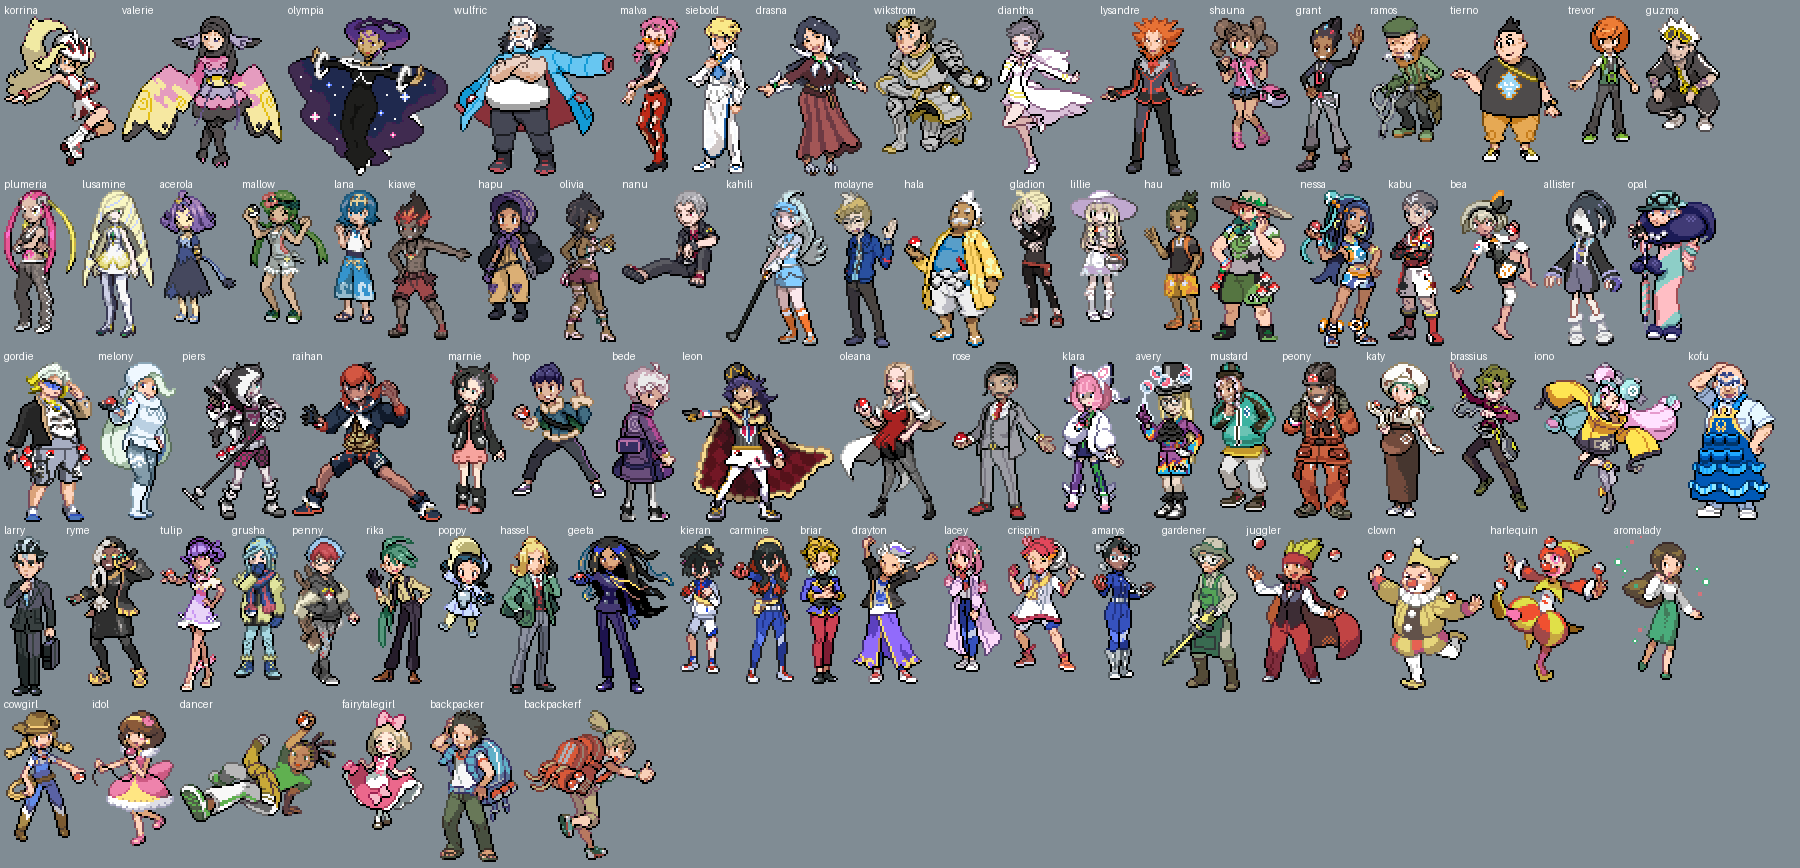 korrina valerie olympia wulfric malva siebold drasna wikstrom diantha lysandre shauna grant ramos tierno trevor guzma
plumeria lusamine acerola mallow lana kiawe hapu olivia nanu kahili molayne hala gladion lillie hau milo nessa kabu bea allister opal
gordie melony piers raihan marnie hop bede leon oleana rose klara avery mustard peony katy brassius iono kofu
larry ryme tulip grusha penny rika poppy hassel geeta kieran carmine briar drayton lacey crispin amarys gardener juggler clown harlequin aromalady
cowgirl idol dancer fairytalegirl backpacker backpackerf